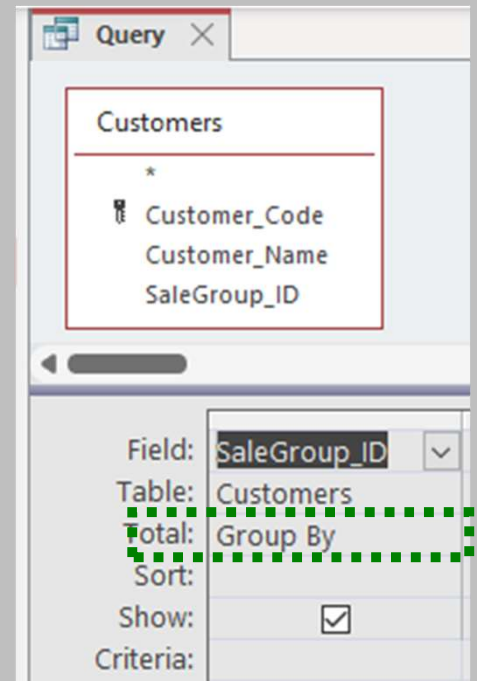 Query
Customers
*
Customer_Code
Customer_Name
SaleGroup_ID
Field: SaleGroup_ID
Table: Customers
Total: Group By
Sort:
Show:
Criteria: